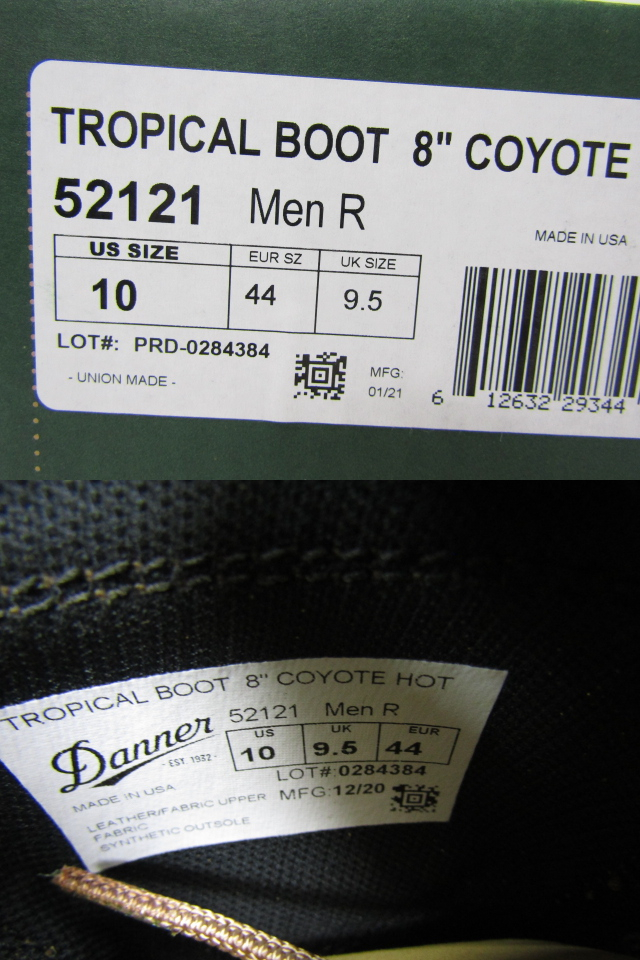 TROPICAL BOOT 8" COYOTE
52121 Men R
MADE IN USA
US SIZE EUR SZ UK SIZE
10 44 9.5
LOT#: PRD-0284384
- UNION MADE -
MFG:
01/21
6 12632 29344
TROPICAL BOOT 8" COYOTE HOT
Danner
- EST. 1932 -
52121 Men R
US UK EUR
10 9.5 44
LOT#:0284384
MFG:12/20
MADE IN USA
LEATHER/FABRIC UPPER
FABRIC
SYNTHETIC OUTSOLE